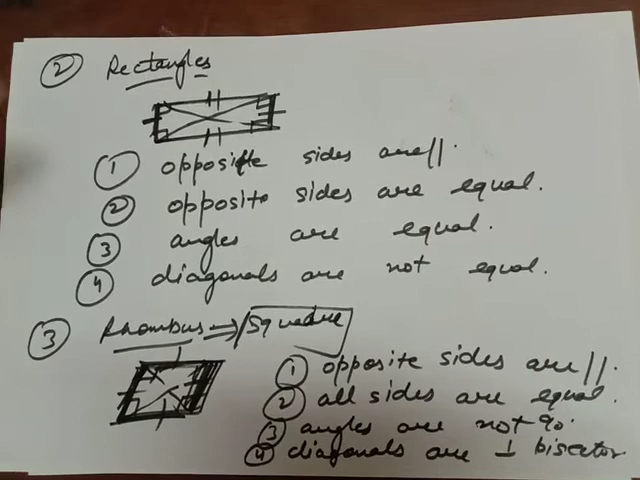 ② Rectangles
① opposite sides are ||.
② opposite sides are equal.
③ angles are equal.
④ diagonals are not equal.
③ Rhombus ⇒ Square
① opposite sides are ||.
② all sides are equal.
③ angles are not 90.
④ diagonals are ⊥ bisector.